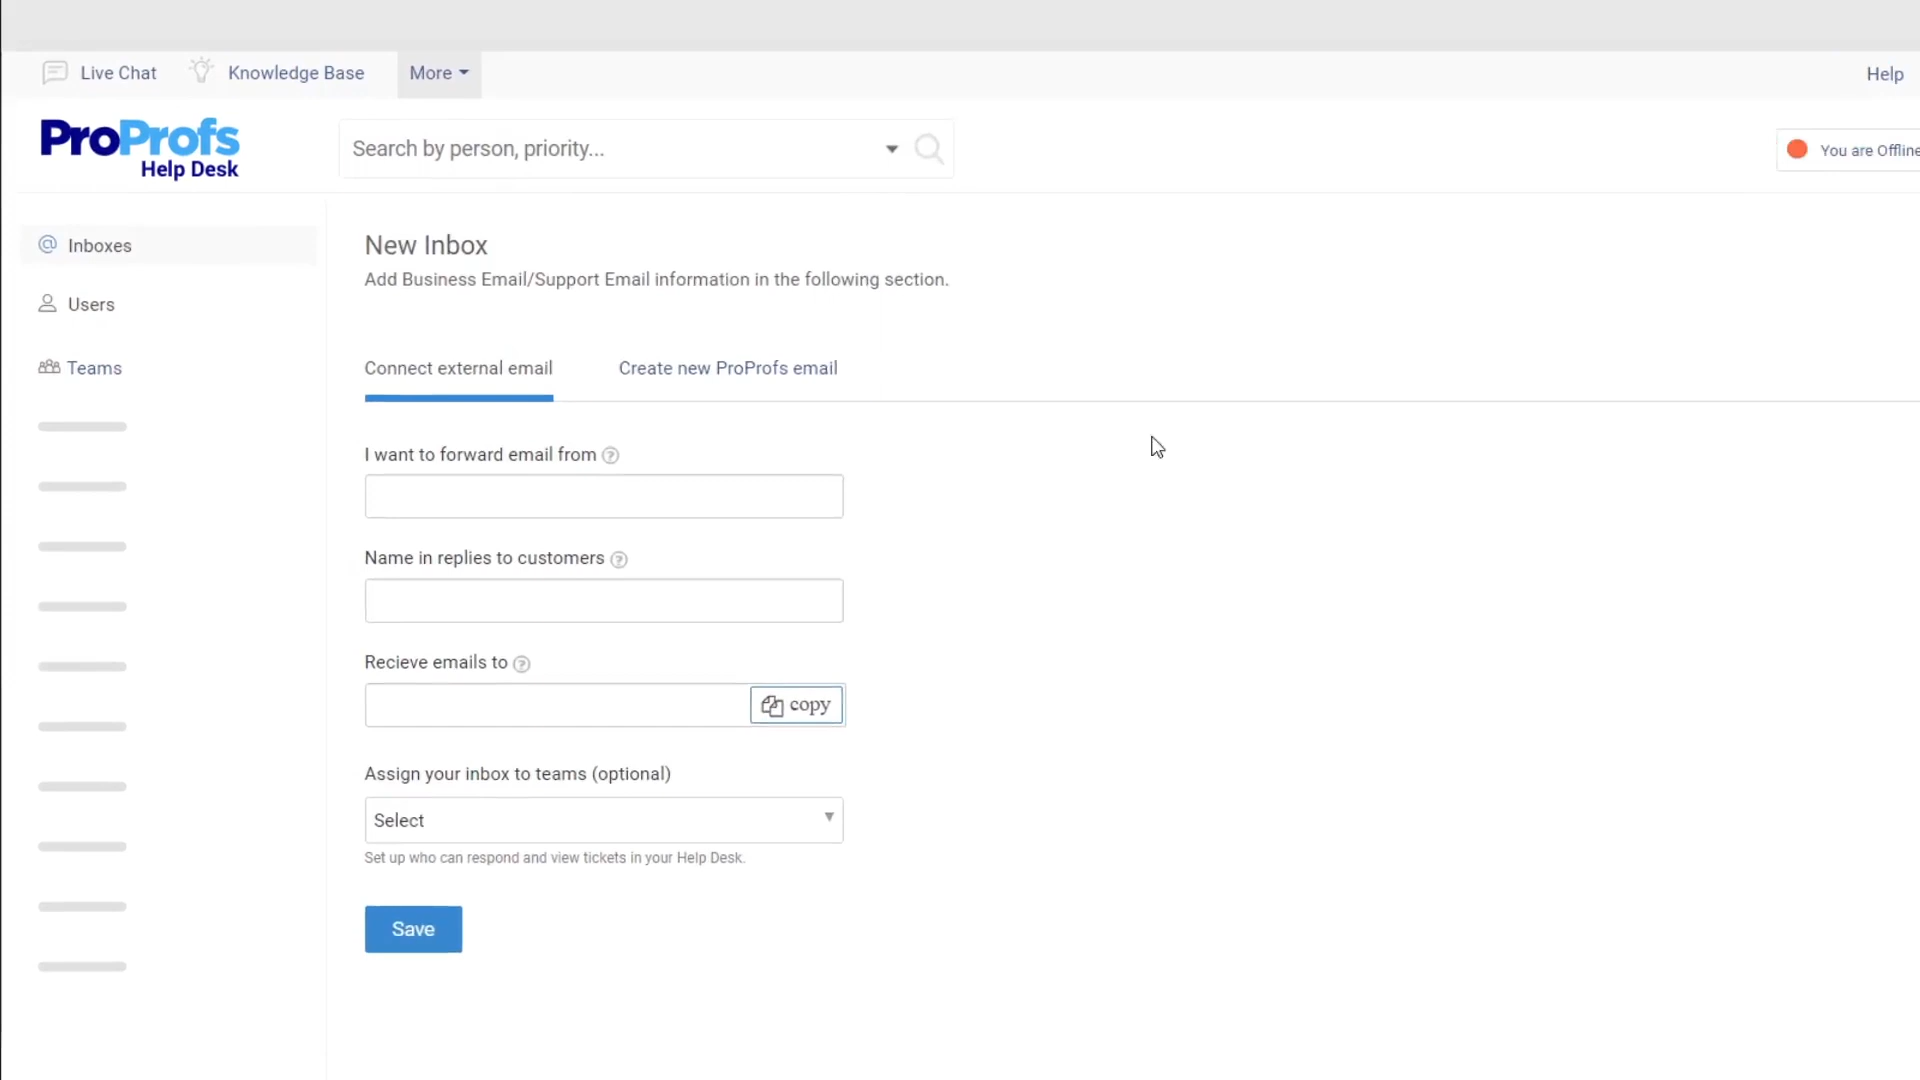 Live Chat
Knowledge Base
More
Help
ProProfs
Help Desk
Search by person, priority...
You are Offline
Inboxes
Users
Teams
New Inbox
Add Business Email/Support Email information in the following section.
Connect external email
Create new ProProfs email
I want to forward email from ?
Name in replies to customers ?
Recieve emails to ?
copy
Assign your inbox to teams (optional)
Select
Set up who can respond and view tickets in your Help Desk.
Save